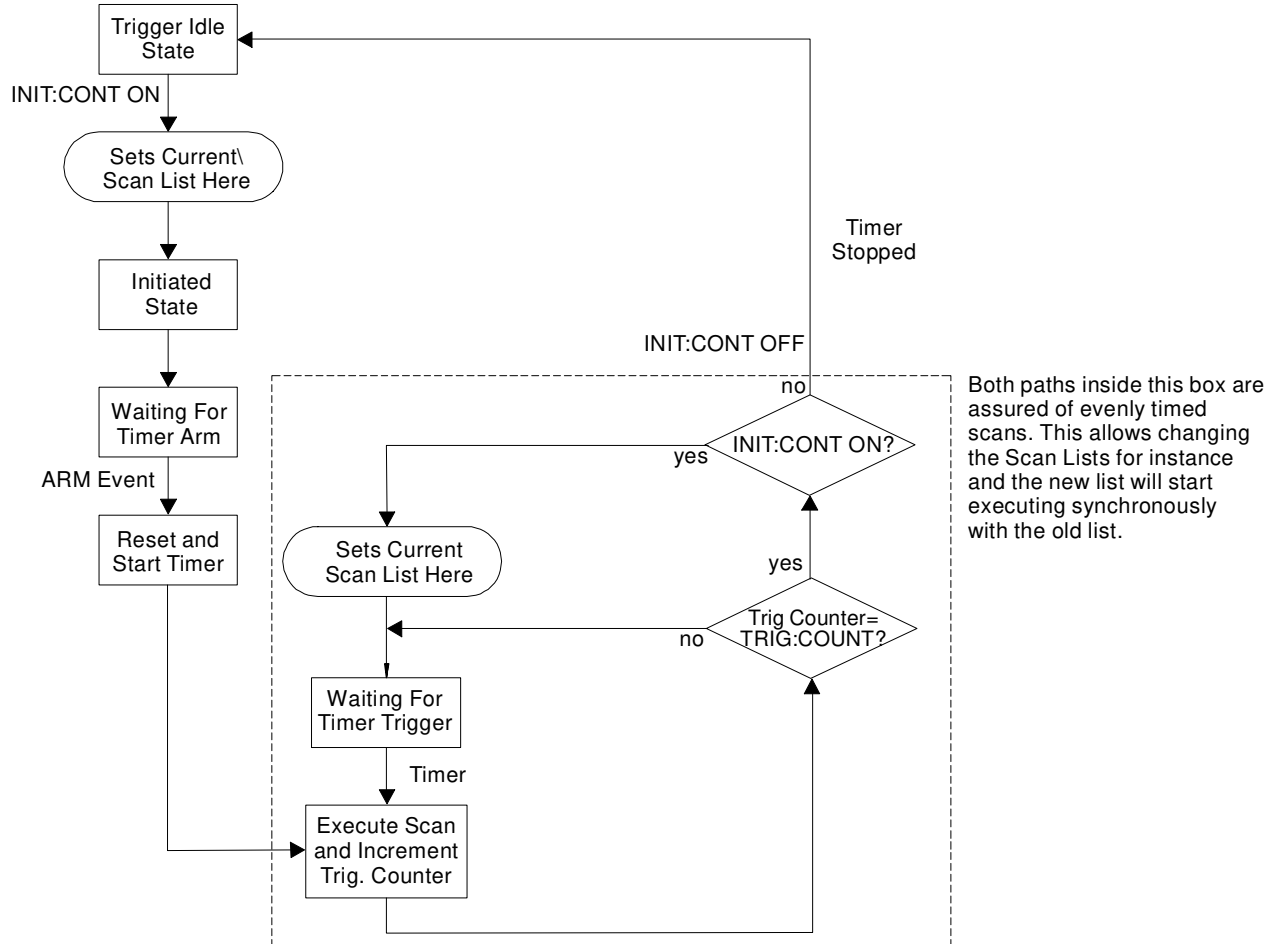 Trigger Idle
State
INIT:CONT ON
Sets Current\
Scan List Here
Initiated
State
Waiting For
Timer Arm
ARM Event
Reset and
Start Timer
Timer
Stopped
INIT:CONT OFF
no
INIT:CONT ON?
yes
Sets Current
Scan List Here
yes
Trig Counter=
TRIG:COUNT?
no
Waiting For
Timer Trigger
Timer
Execute Scan
and Increment
Trig. Counter
Both paths inside this box are
assured of evenly timed
scans. This allows changing
the Scan Lists for instance
and the new list will start
executing synchronously
with the old list.